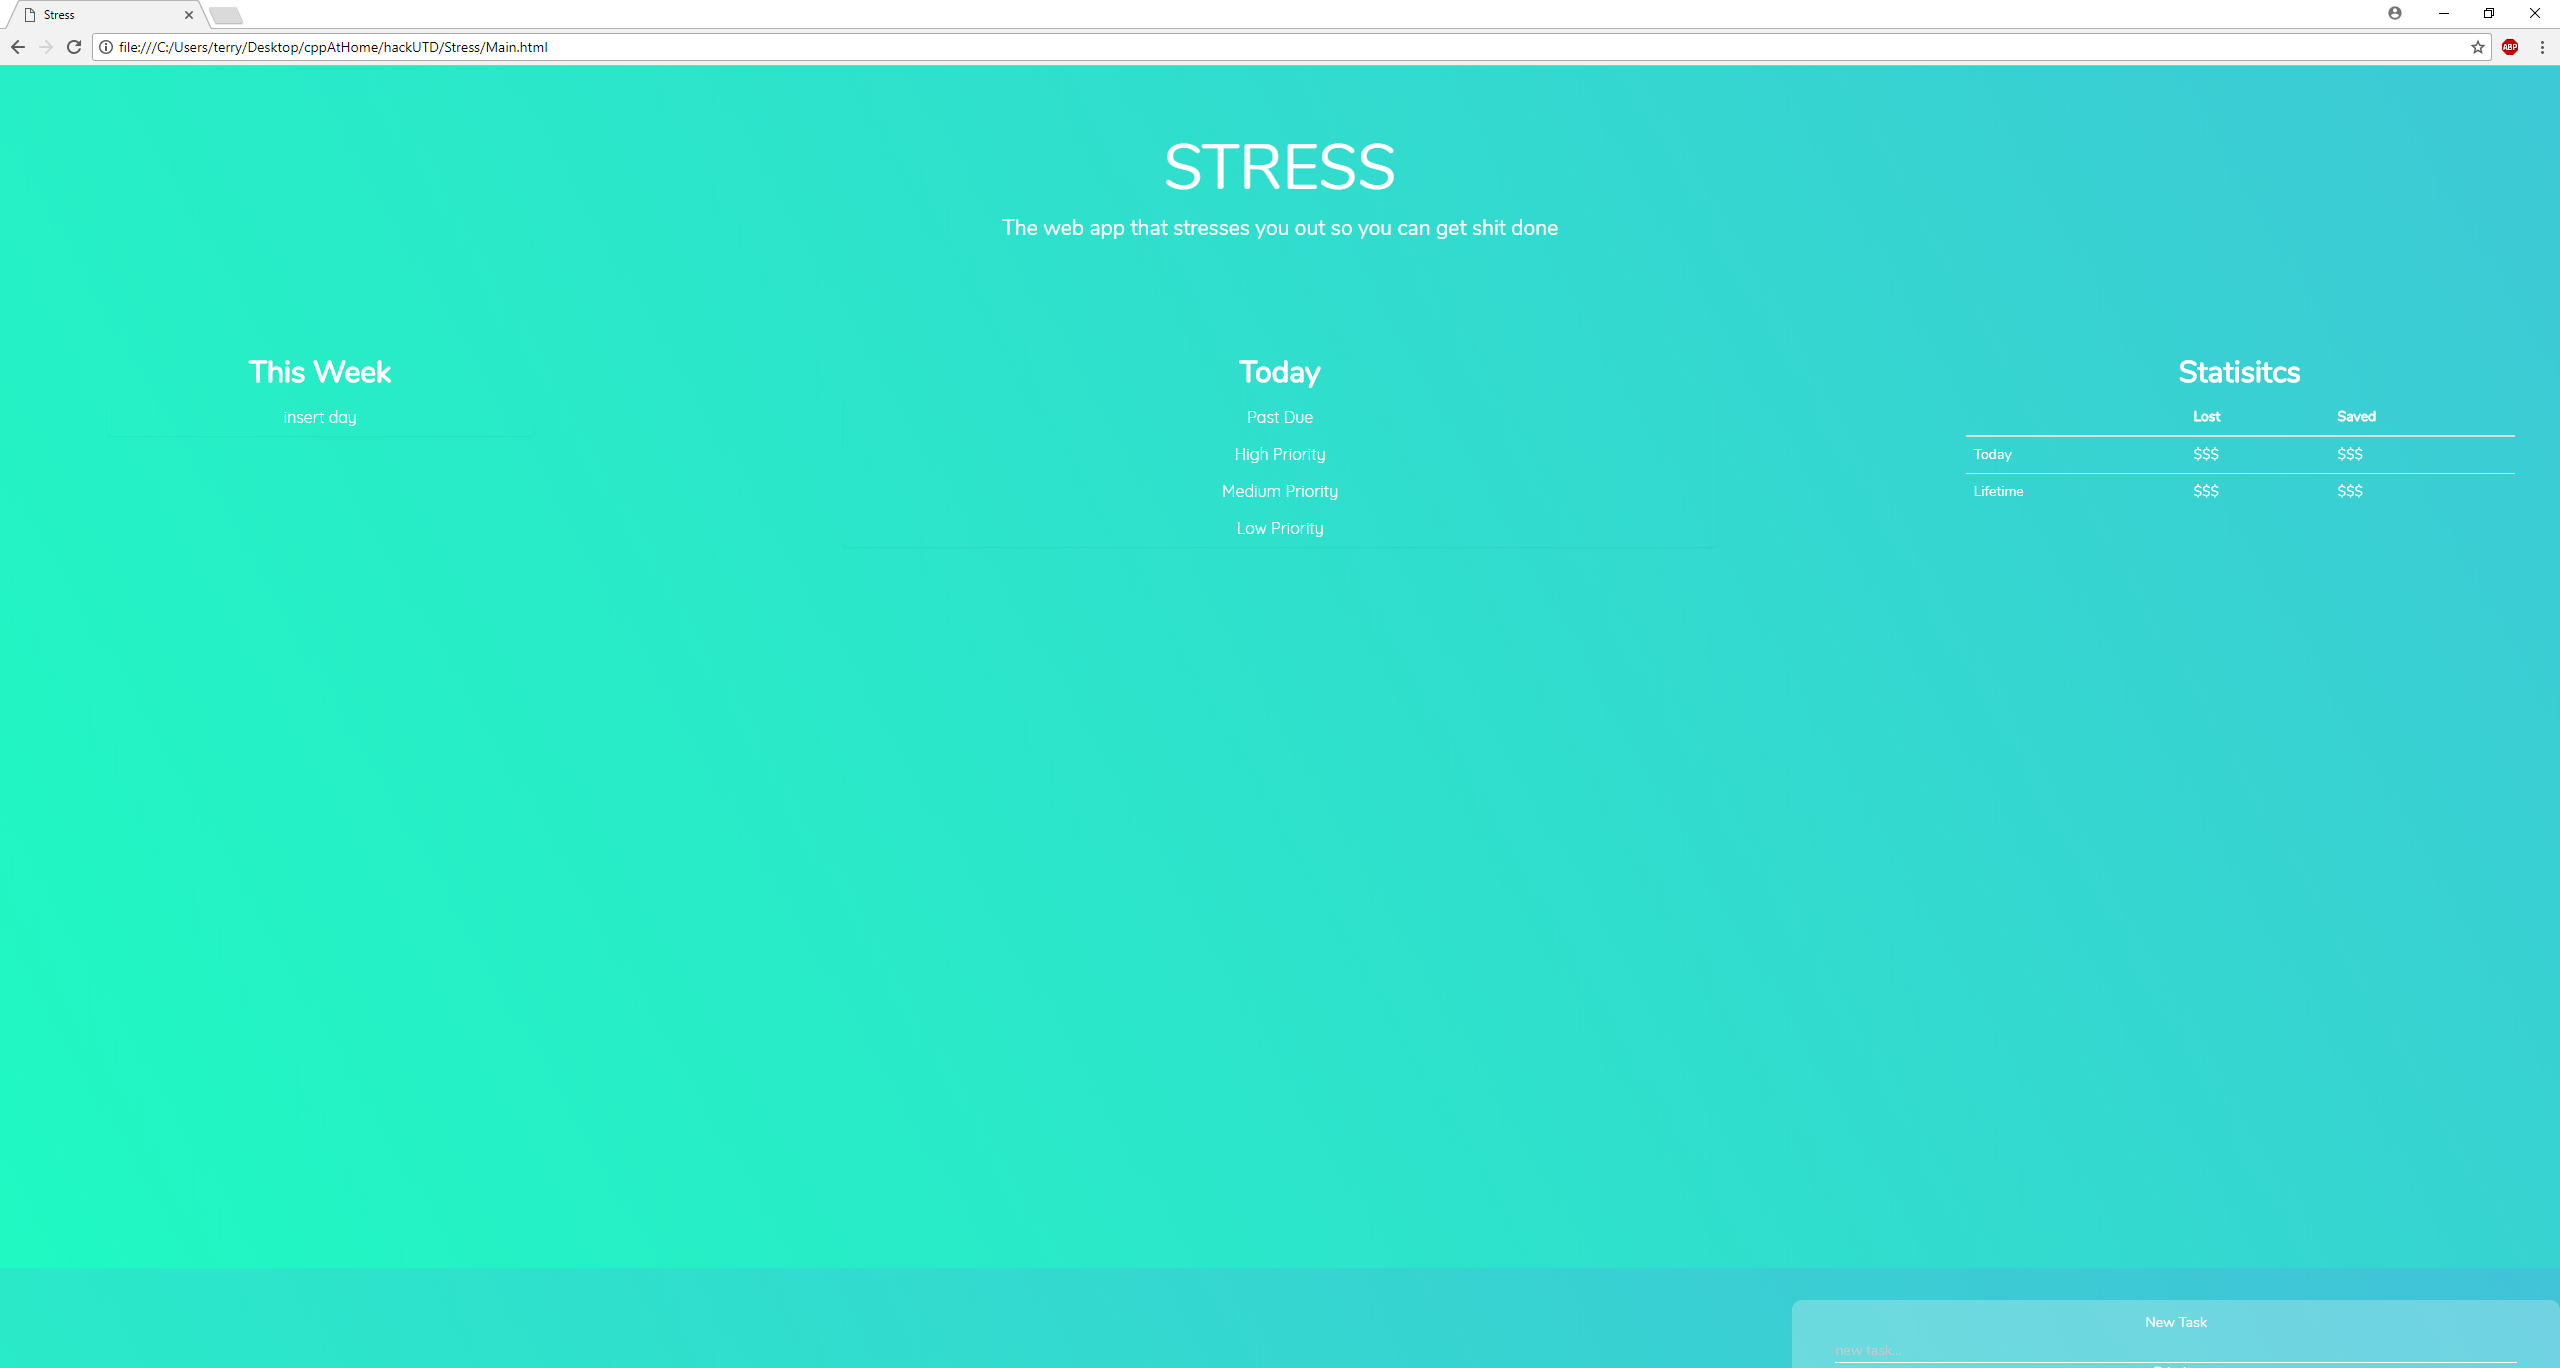 Stress
file:///C:/Users/terry/Desktop/cppAtHome/hackUTD/Stress/Main.html
ABP
STRESS
The web app that stresses you out so you can get shit done
This Week
insert day
Today
Past Due
High Priority
Medium Priority
Low Priority
Statisitcs
Lost Saved
Today $$$ $$$
Lifetime $$$ $$$
New Task
new task...